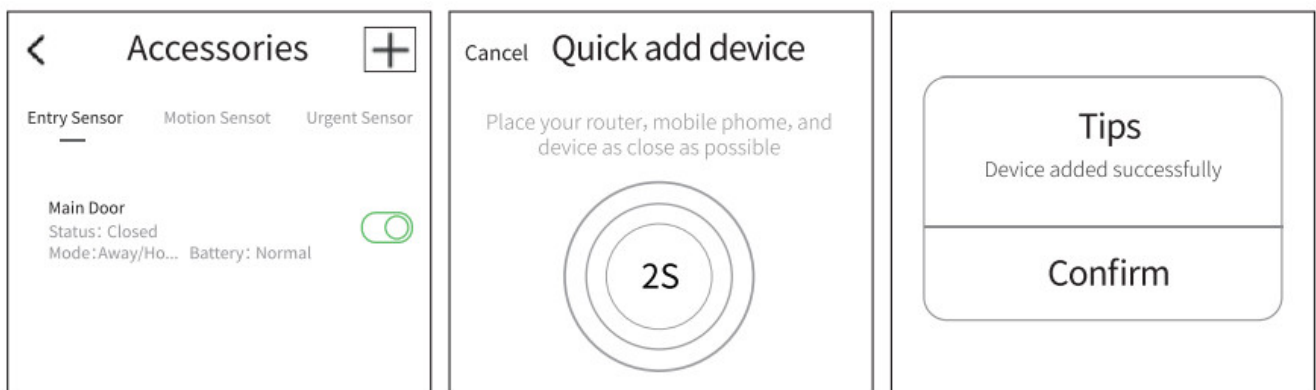 Accessories
Entry Sensor Motion Sensot Urgent Sensor
Main Door
Status: Closed
Mode:Away/Ho... Battery: Normal
Cancel Quick add device
Place your router, mobile phome, and
device as close as possible
2S
Tips
Device added successfully
Confirm